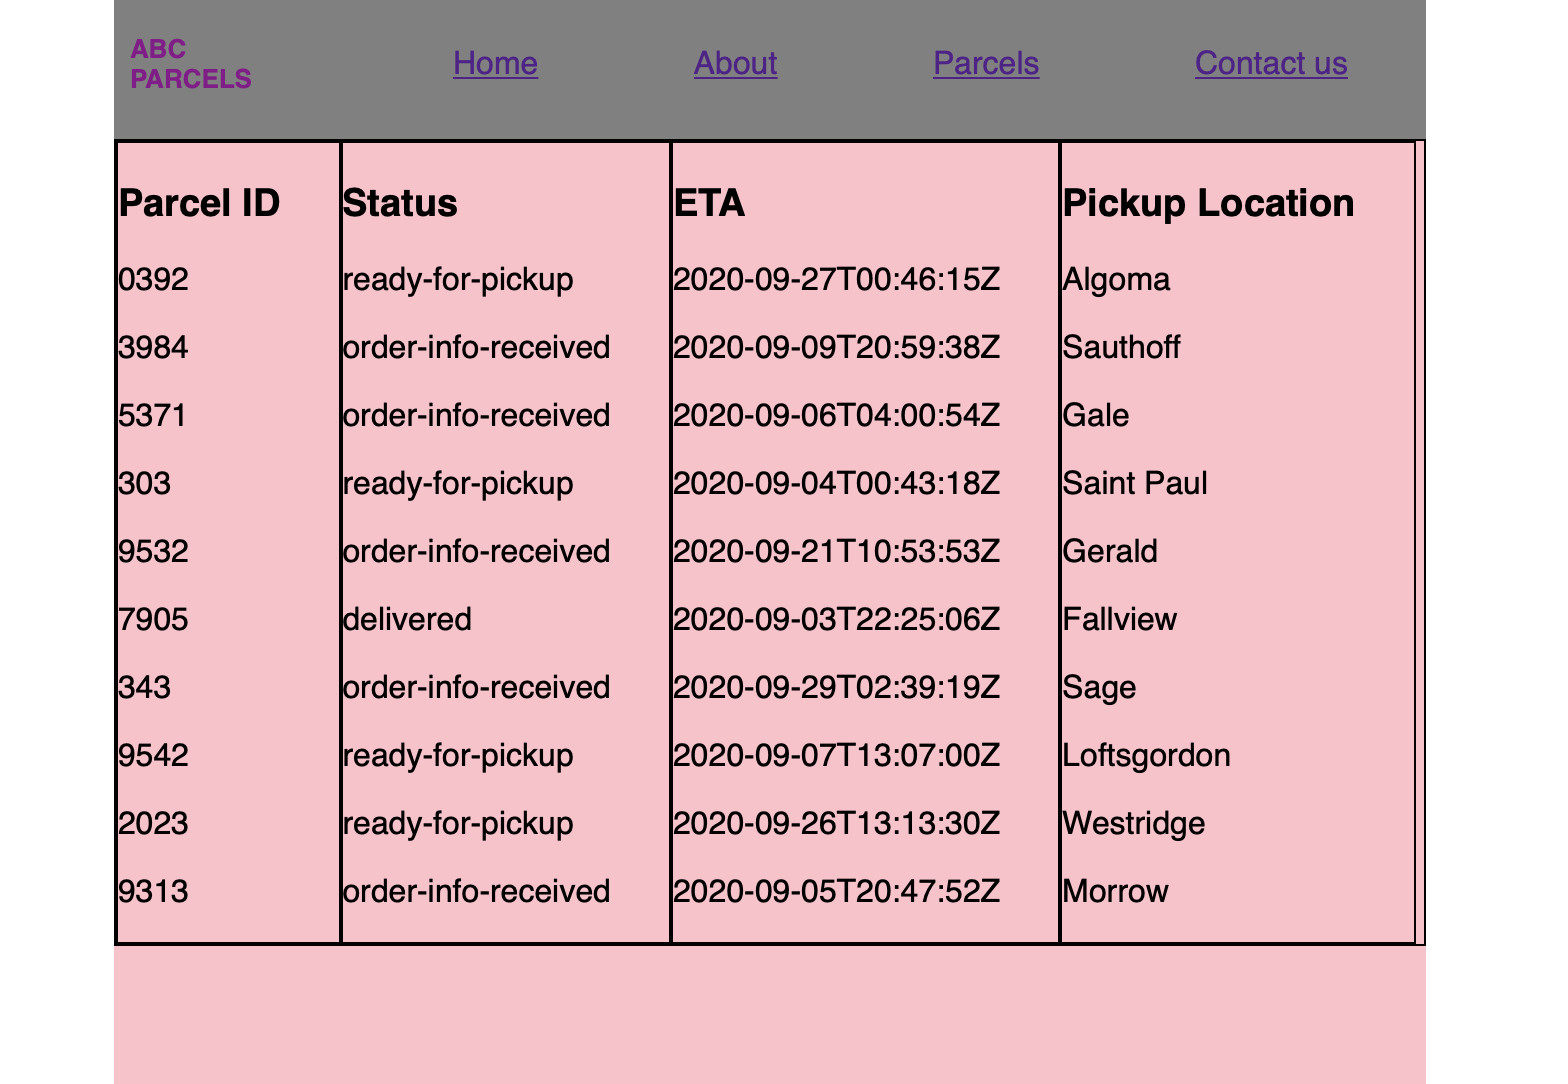 ABC
PARCELS
Home About Parcels Contact us
Parcel ID Status ETA Pickup Location
0392 ready-for-pickup 2020-09-27T00:46:15Z Algoma
3984 order-info-received 2020-09-09T20:59:38Z Sauthoff
5371 order-info-received 2020-09-06T04:00:54Z Gale
303 ready-for-pickup 2020-09-04T00:43:18Z Saint Paul
9532 order-info-received 2020-09-21T10:53:53Z Gerald
7905 delivered 2020-09-03T22:25:06Z Fallview
343 order-info-received 2020-09-29T02:39:19Z Sage
9542 ready-for-pickup 2020-09-07T13:07:00Z Loftsgordon
2023 ready-for-pickup 2020-09-26T13:13:30Z Westridge
9313 order-info-received 2020-09-05T20:47:52Z Morrow